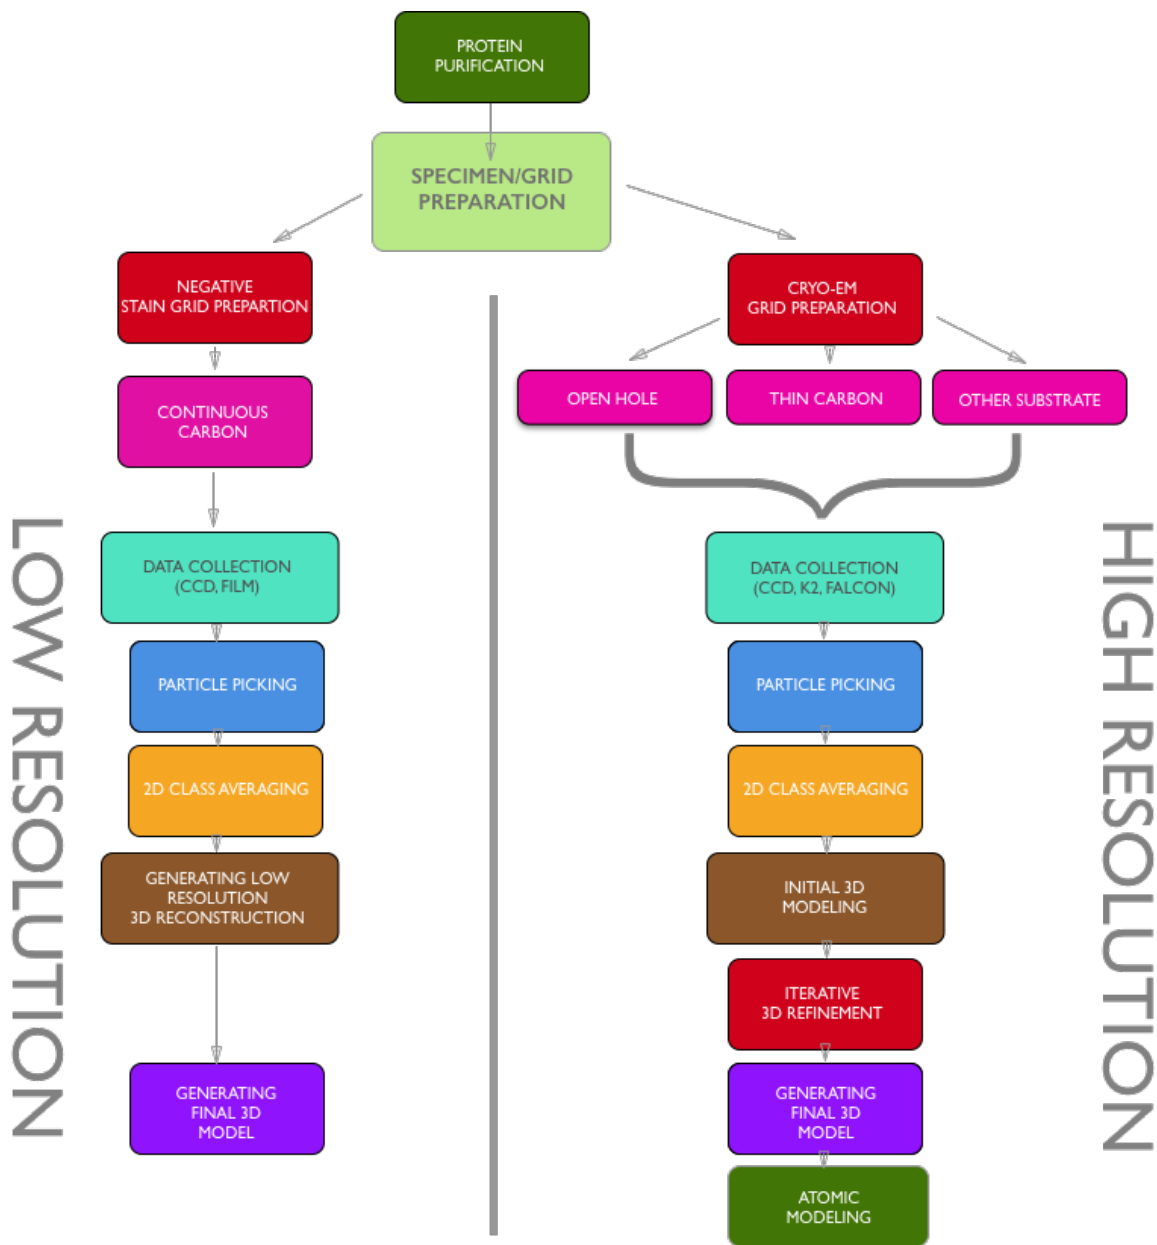 PROTEIN
PURIFICATION
SPECIMEN/GRID
PREPARATION
NEGATIVE
STAIN GRID PREPARTION
CONTINUOUS
CARBON
DATA COLLECTION
(CCD, FILM)
PARTICLE PICKING
2D CLASS AVERAGING
GENERATING LOW
RESOLUTION
3D RECONSTRUCTION
GENERATING
FINAL 3D
MODEL
LOW RESOLUTION
CRYO-EM
GRID PREPARATION
OPEN HOLE
THIN CARBON
OTHER SUBSTRATE
DATA COLLECTION
(CCD, K2, FALCON)
PARTICLE PICKING
2D CLASS AVERAGING
INITIAL 3D
MODELING
ITERATIVE
3D REFINEMENT
GENERATING
FINAL 3D
MODEL
ATOMIC
MODELING
HIGH RESOLUTION